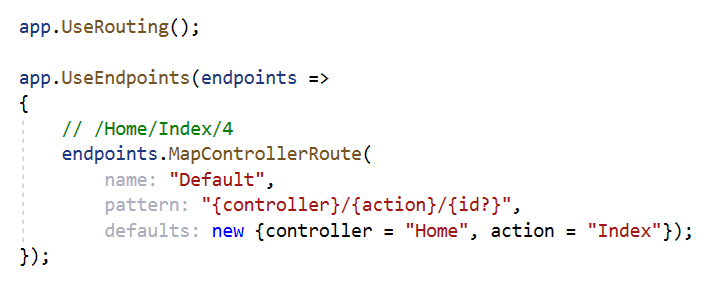 app.UseRouting();
app.UseEndpoints(endpoints =>
{
// /Home/Index/4
endpoints.MapControllerRoute(
name: "Default",
pattern: "{controller}/{action}/{id?}",
defaults: new {controller = "Home", action = "Index"});
});